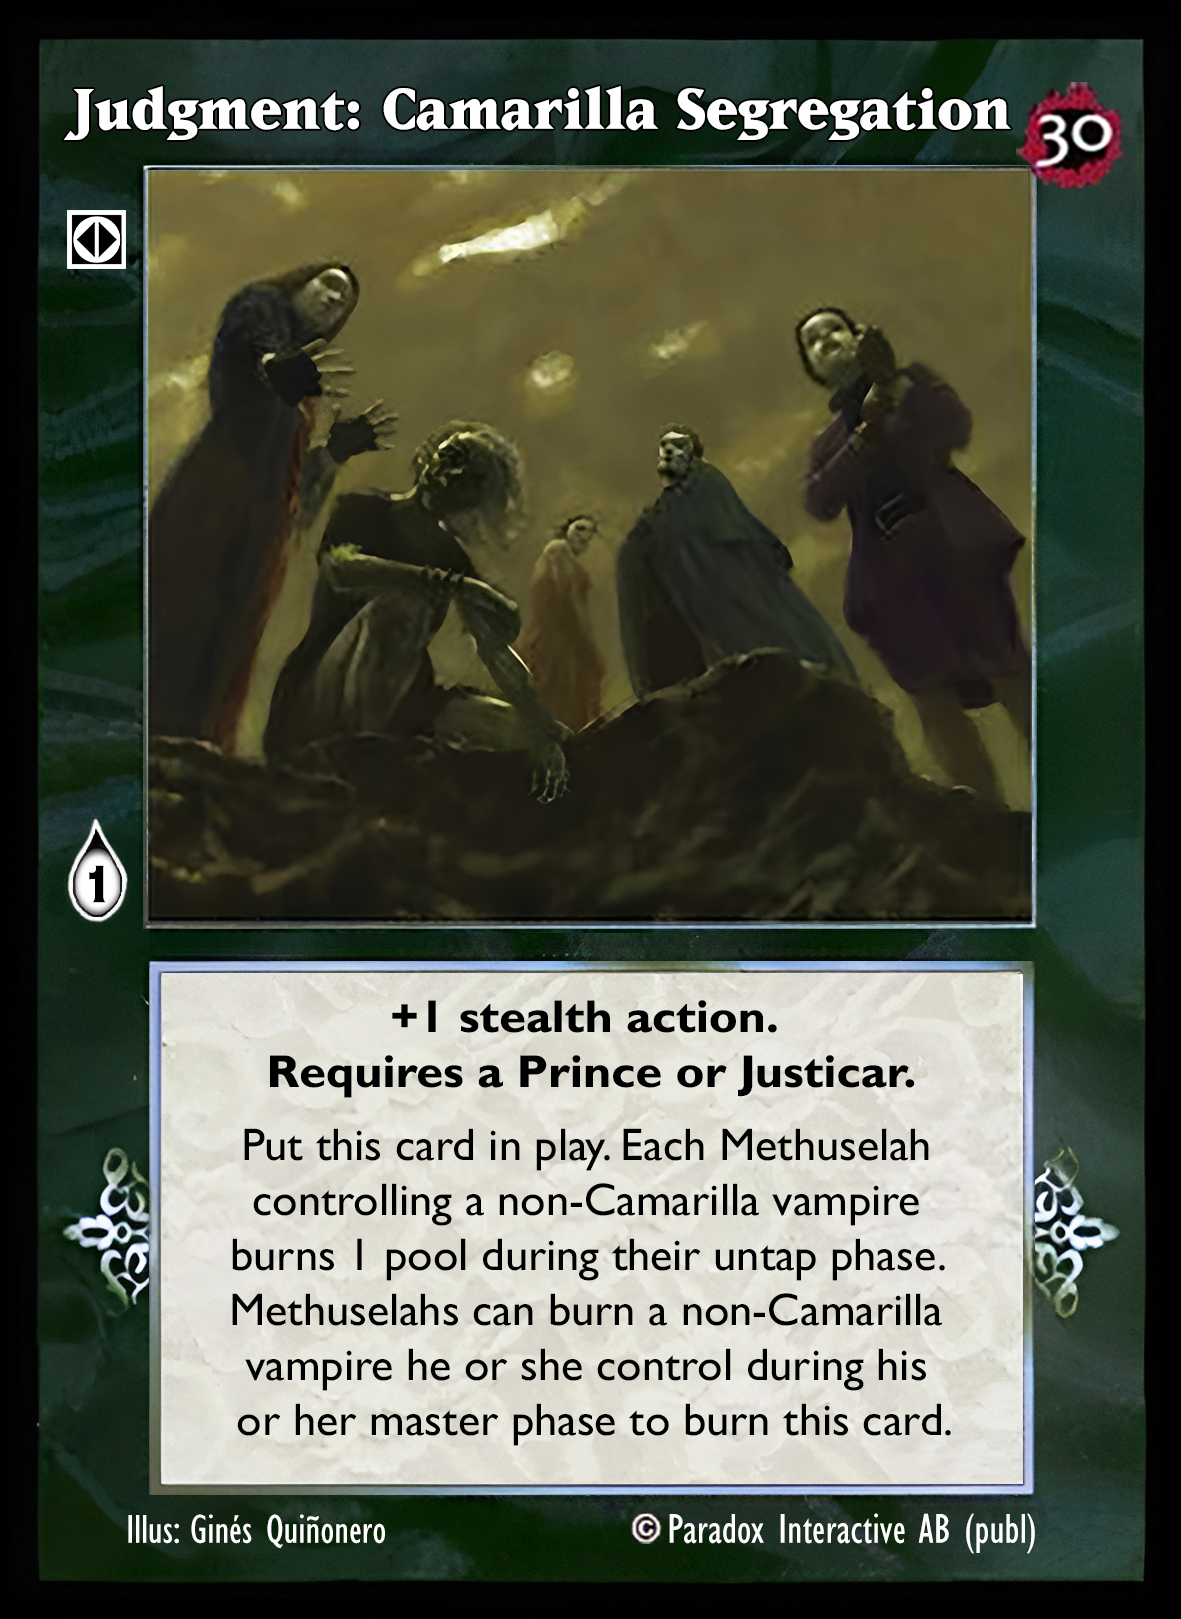 Judgment: Camarilla Segregation
30
1
+1 stealth action.
Requires a Prince or Justicar.
Put this card in play. Each Methuselah
controlling a non-Camarilla vampire
burns 1 pool during their untap phase.
Methuselahs can burn a non-Camarilla
vampire he or she control during his
or her master phase to burn this card.
Illus: Ginés Quiñonero
© Paradox Interactive AB (publ)